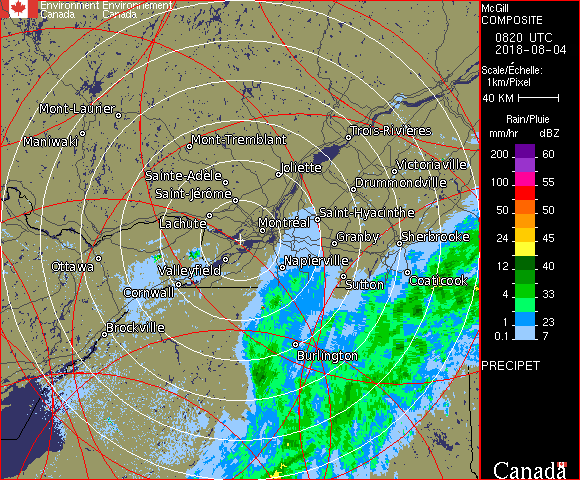 Environment Environnement
Canada Canada
McGill
COMPOSITE
0820 UTC
2018-08-04
Scale/Échelle:
1km/Pixel
40 KM
Rain/Pluie
mm/hr dBZ
200 60
100 55
50 50
24 45
12 40
4 33
1 23
0.1 7
PRECIPET
Canada
Mont-Laurier
Maniwaki
Mont-Tremblant
Trois-Rivières
Sainte-Adèle
Joliette
Victoriaville
Saint-Jérôme
Drummondville
Lachute
Montréal
Saint-Hyacinthe
Granby
Sherbrooke
Ottawa
Valleyfield
Napierville
Sutton
Coaticook
Cornwall
Brockville
Burlington